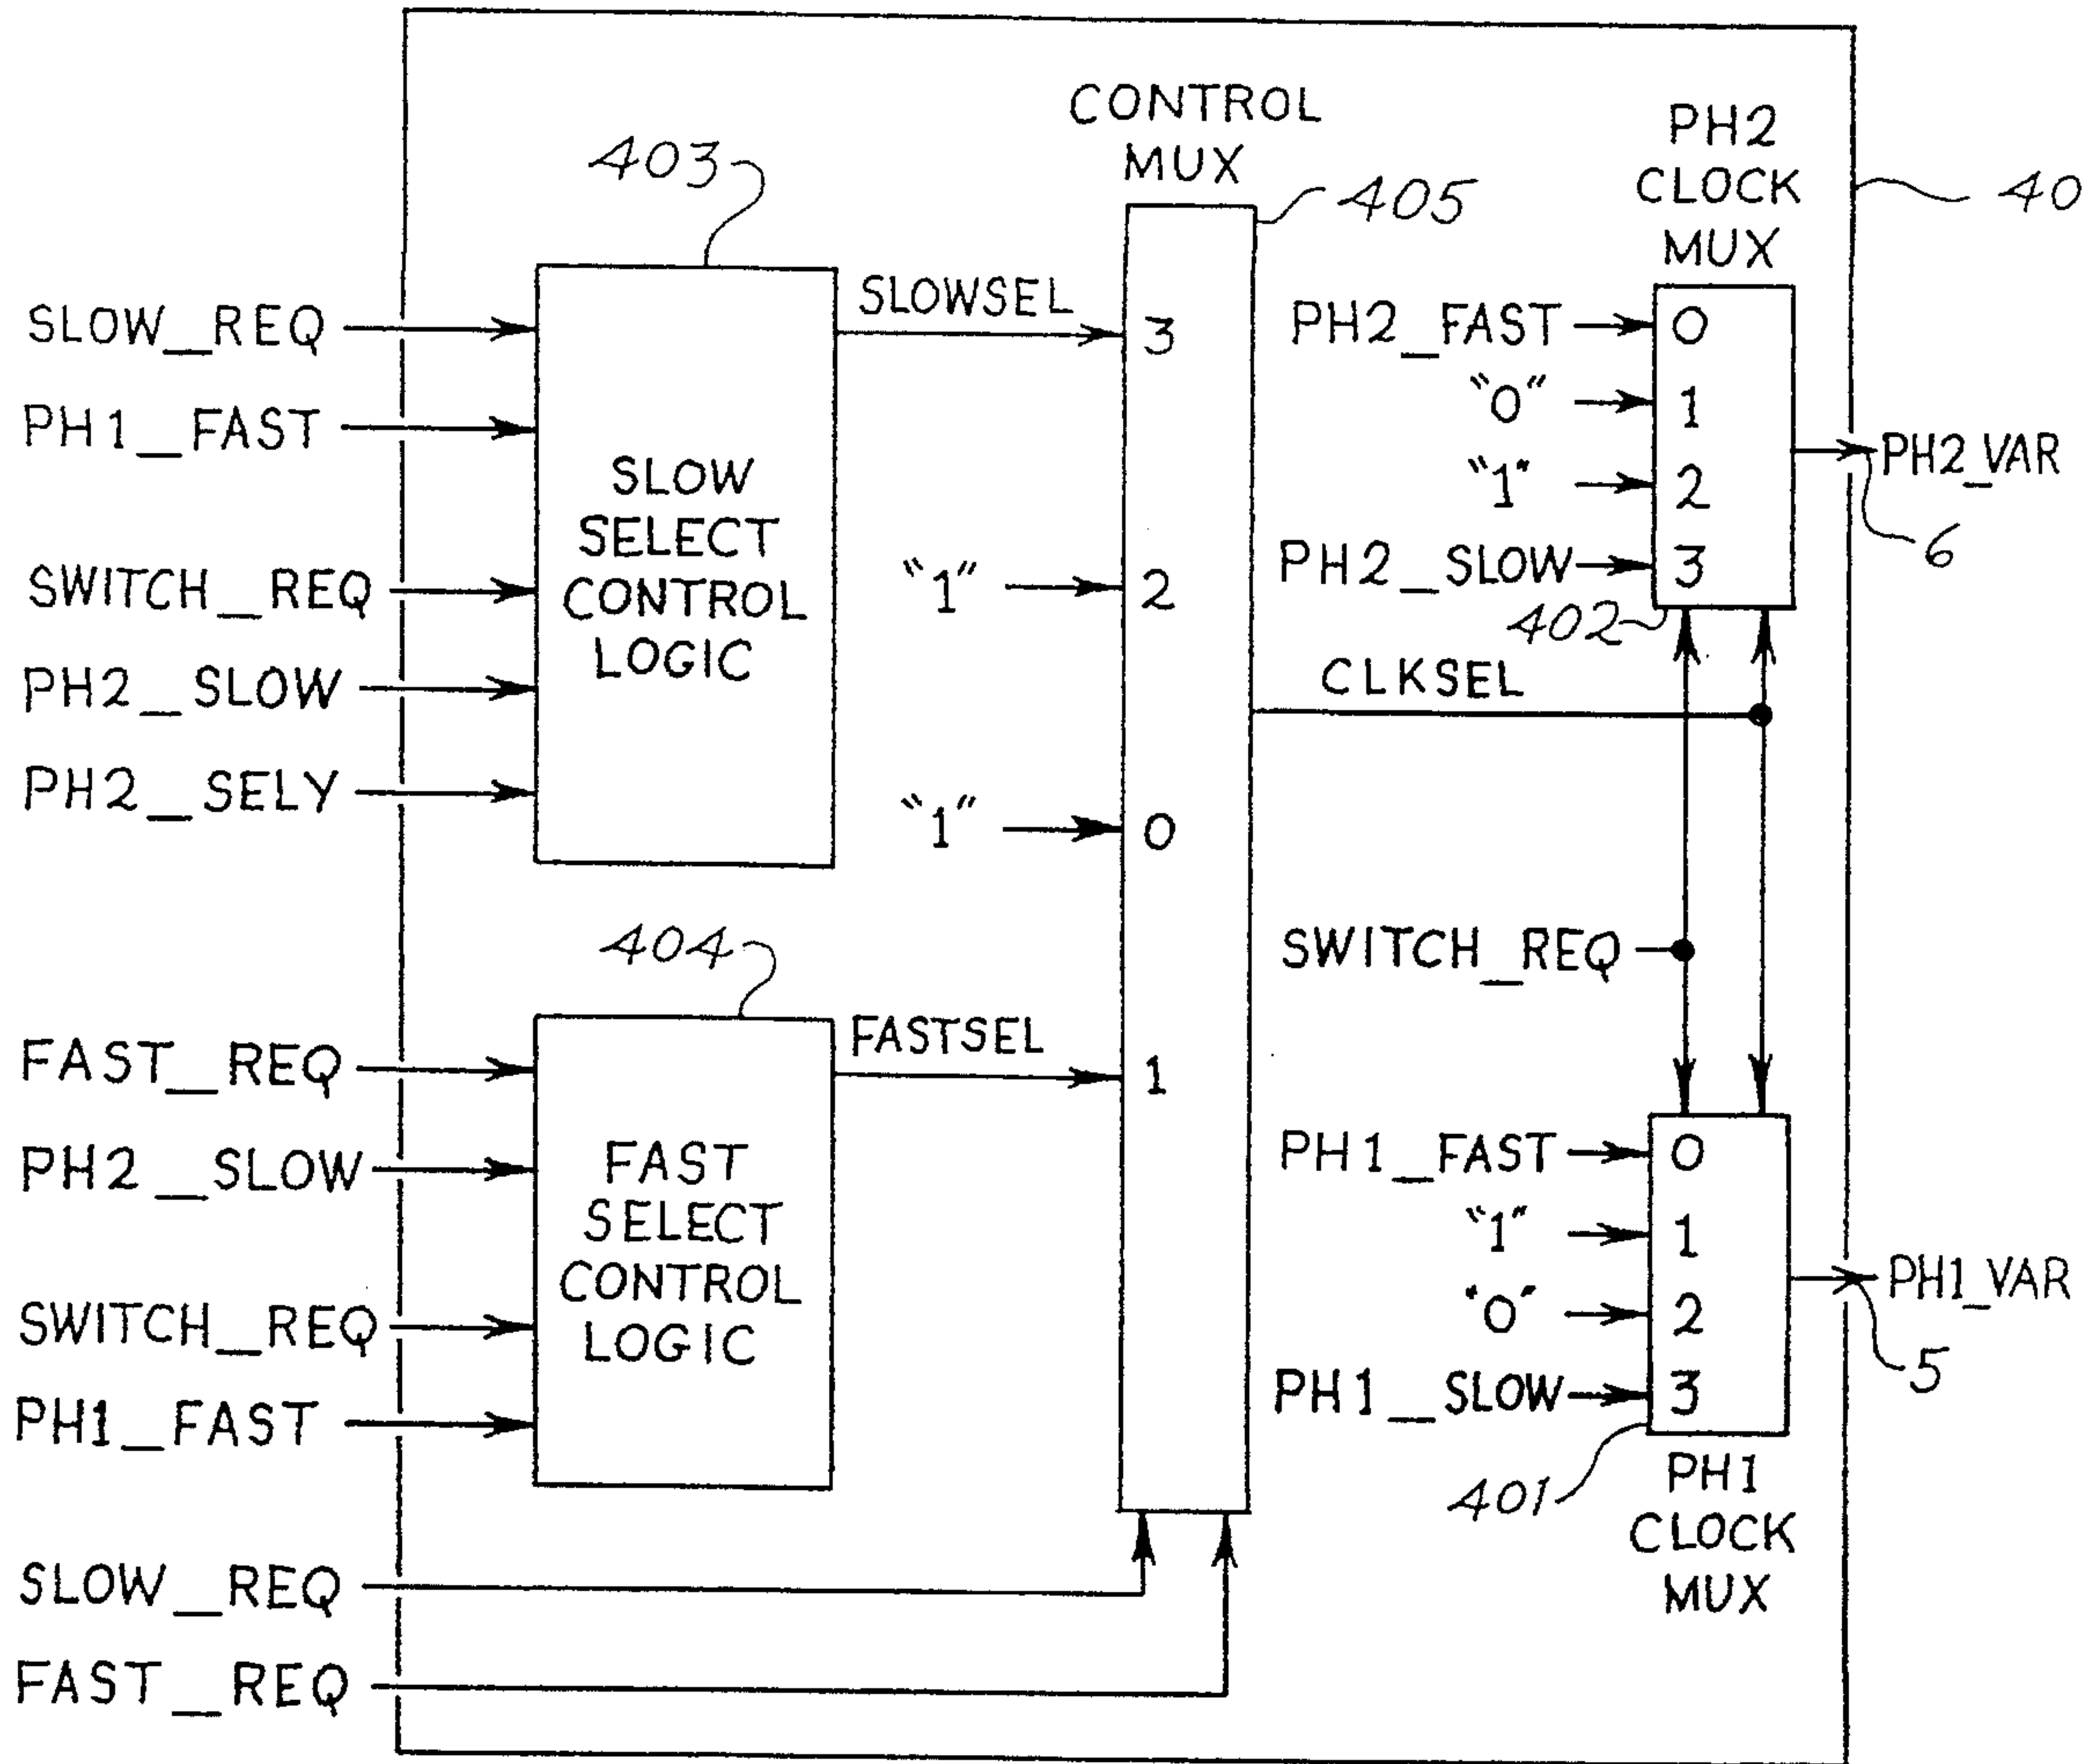 CONTROL
MUX
PH2
CLOCK
MUX
403
405
40
SLOW_REQ
PH1_FAST
SWITCH_REQ
PH2_SLOW
PH2_SELY
SLOW
SELECT
CONTROL
LOGIC
SLOWSEL
3
"1"
2
"1"
0
PH2_FAST
0
"0"
1
"1"
2
PH2_SLOW
3
PH2_VAR
6
402
CLKSEL
404
FAST_REQ
PH2_SLOW
SWITCH_REQ
PH1_FAST
FAST
SELECT
CONTROL
LOGIC
FASTSEL
1
SWITCH_REQ
PH1_FAST
0
"1"
1
"0"
2
PH1_SLOW
3
PH1_VAR
5
401
PH1
CLOCK
MUX
SLOW_REQ
FAST_REQ